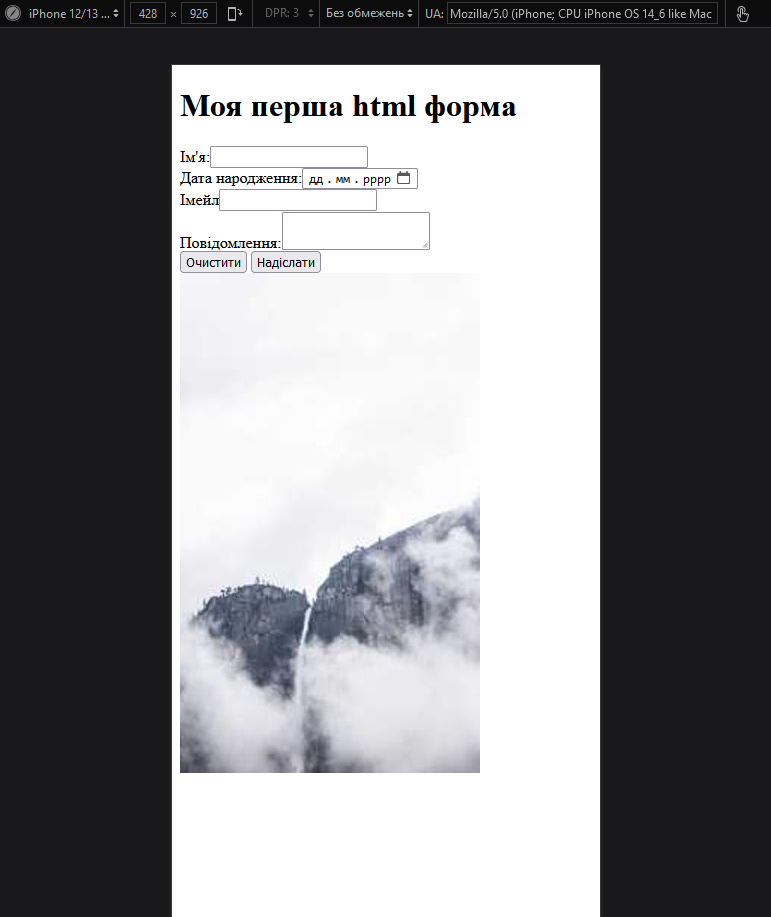 iPhone 12/13 ... 428 × 926 DPR: 3 Без обмежень UA: Mozilla/5.0 (iPhone; CPU iPhone OS 14_6 like Mac
Моя перша html форма
Ім'я:
Дата народження: дд . мм . рррр
Імейл
Повідомлення:
Очистити Надіслати